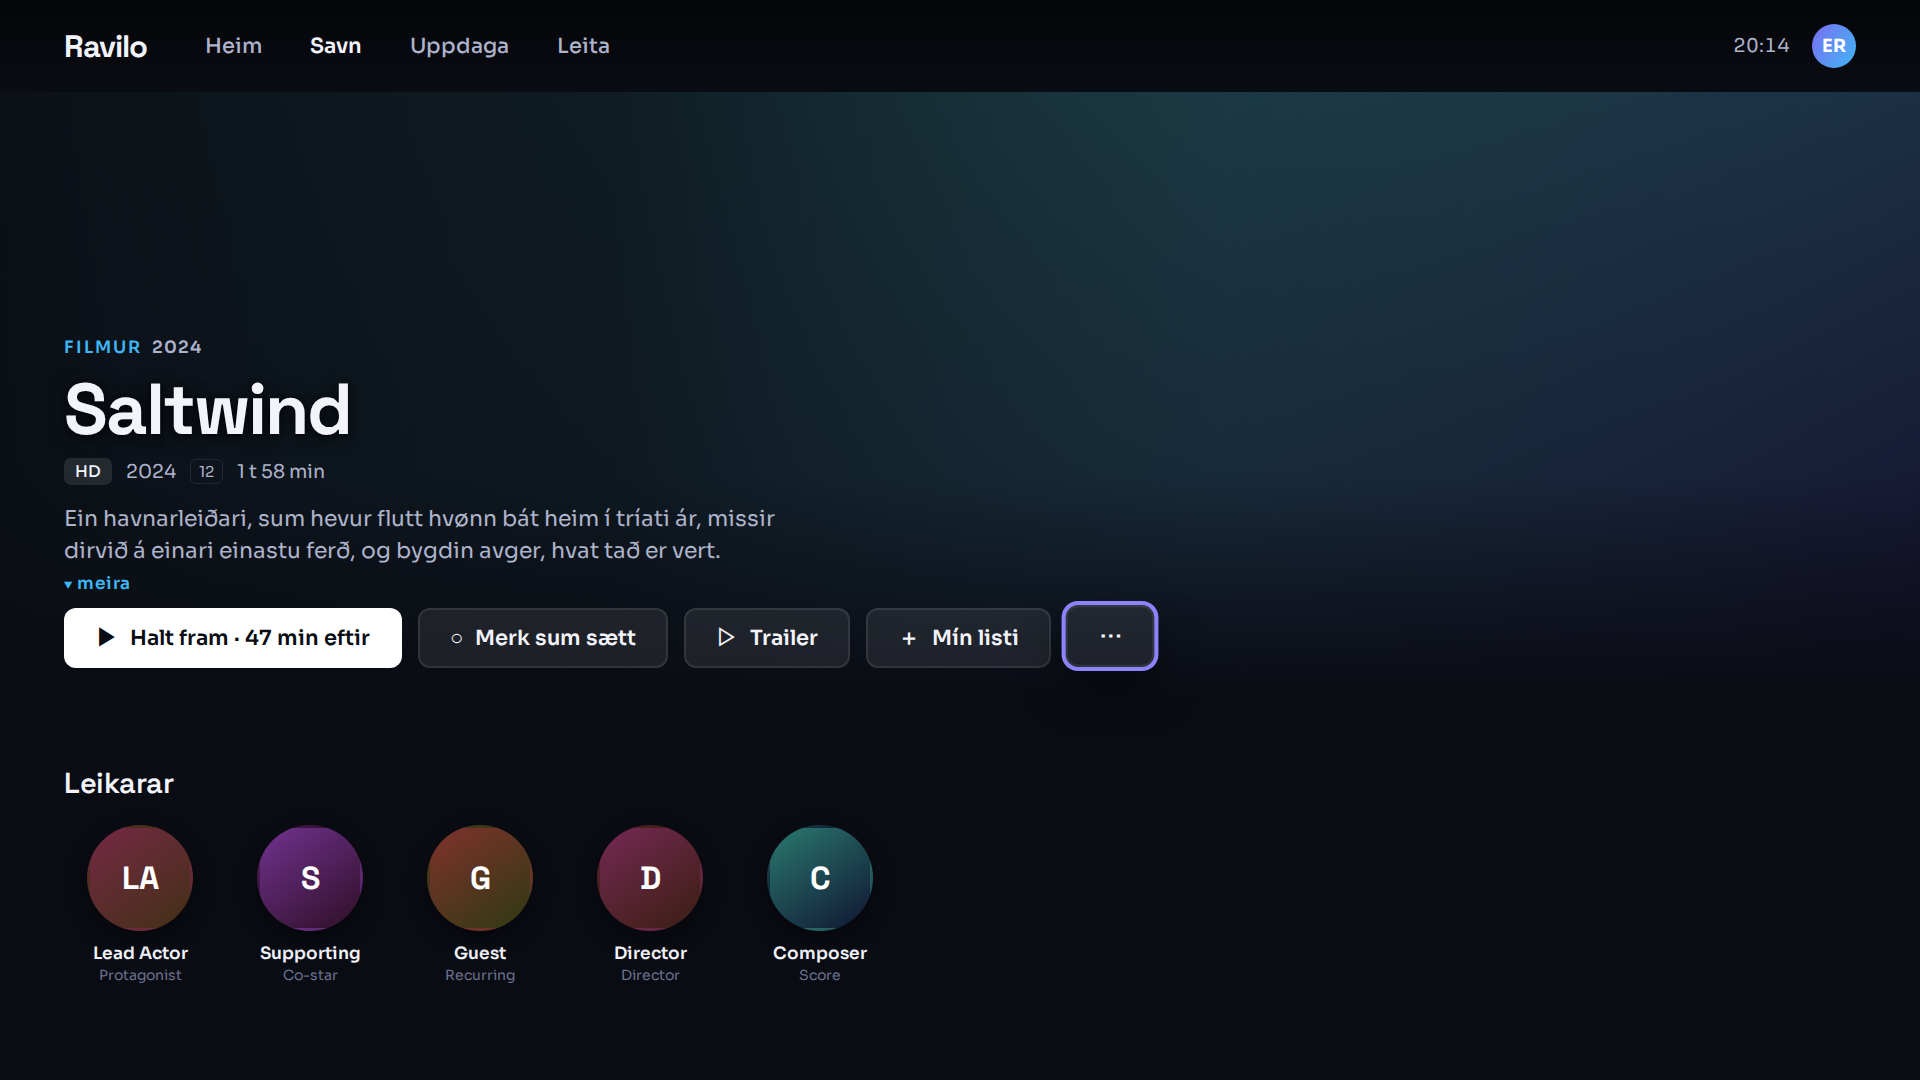 Ravilo Heim Savn Uppdaga Leita 20:14 ER
FILMUR 2024
Saltwind
HD 2024 12 1 t 58 min
Ein havnarleiðari, sum hevur flutt hvønn bát heim í tríati ár, missir
dirvið á einari einastu ferð, og bygdin avger, hvat tað er vert.
▾ meira
▶ Halt fram · 47 min eftir ○ Merk sum sætt ▷ Trailer + Mín listi ···
Leikarar
LA S G D C
Lead Actor Supporting Guest Director Composer
Protagonist Co-star Recurring Director Score